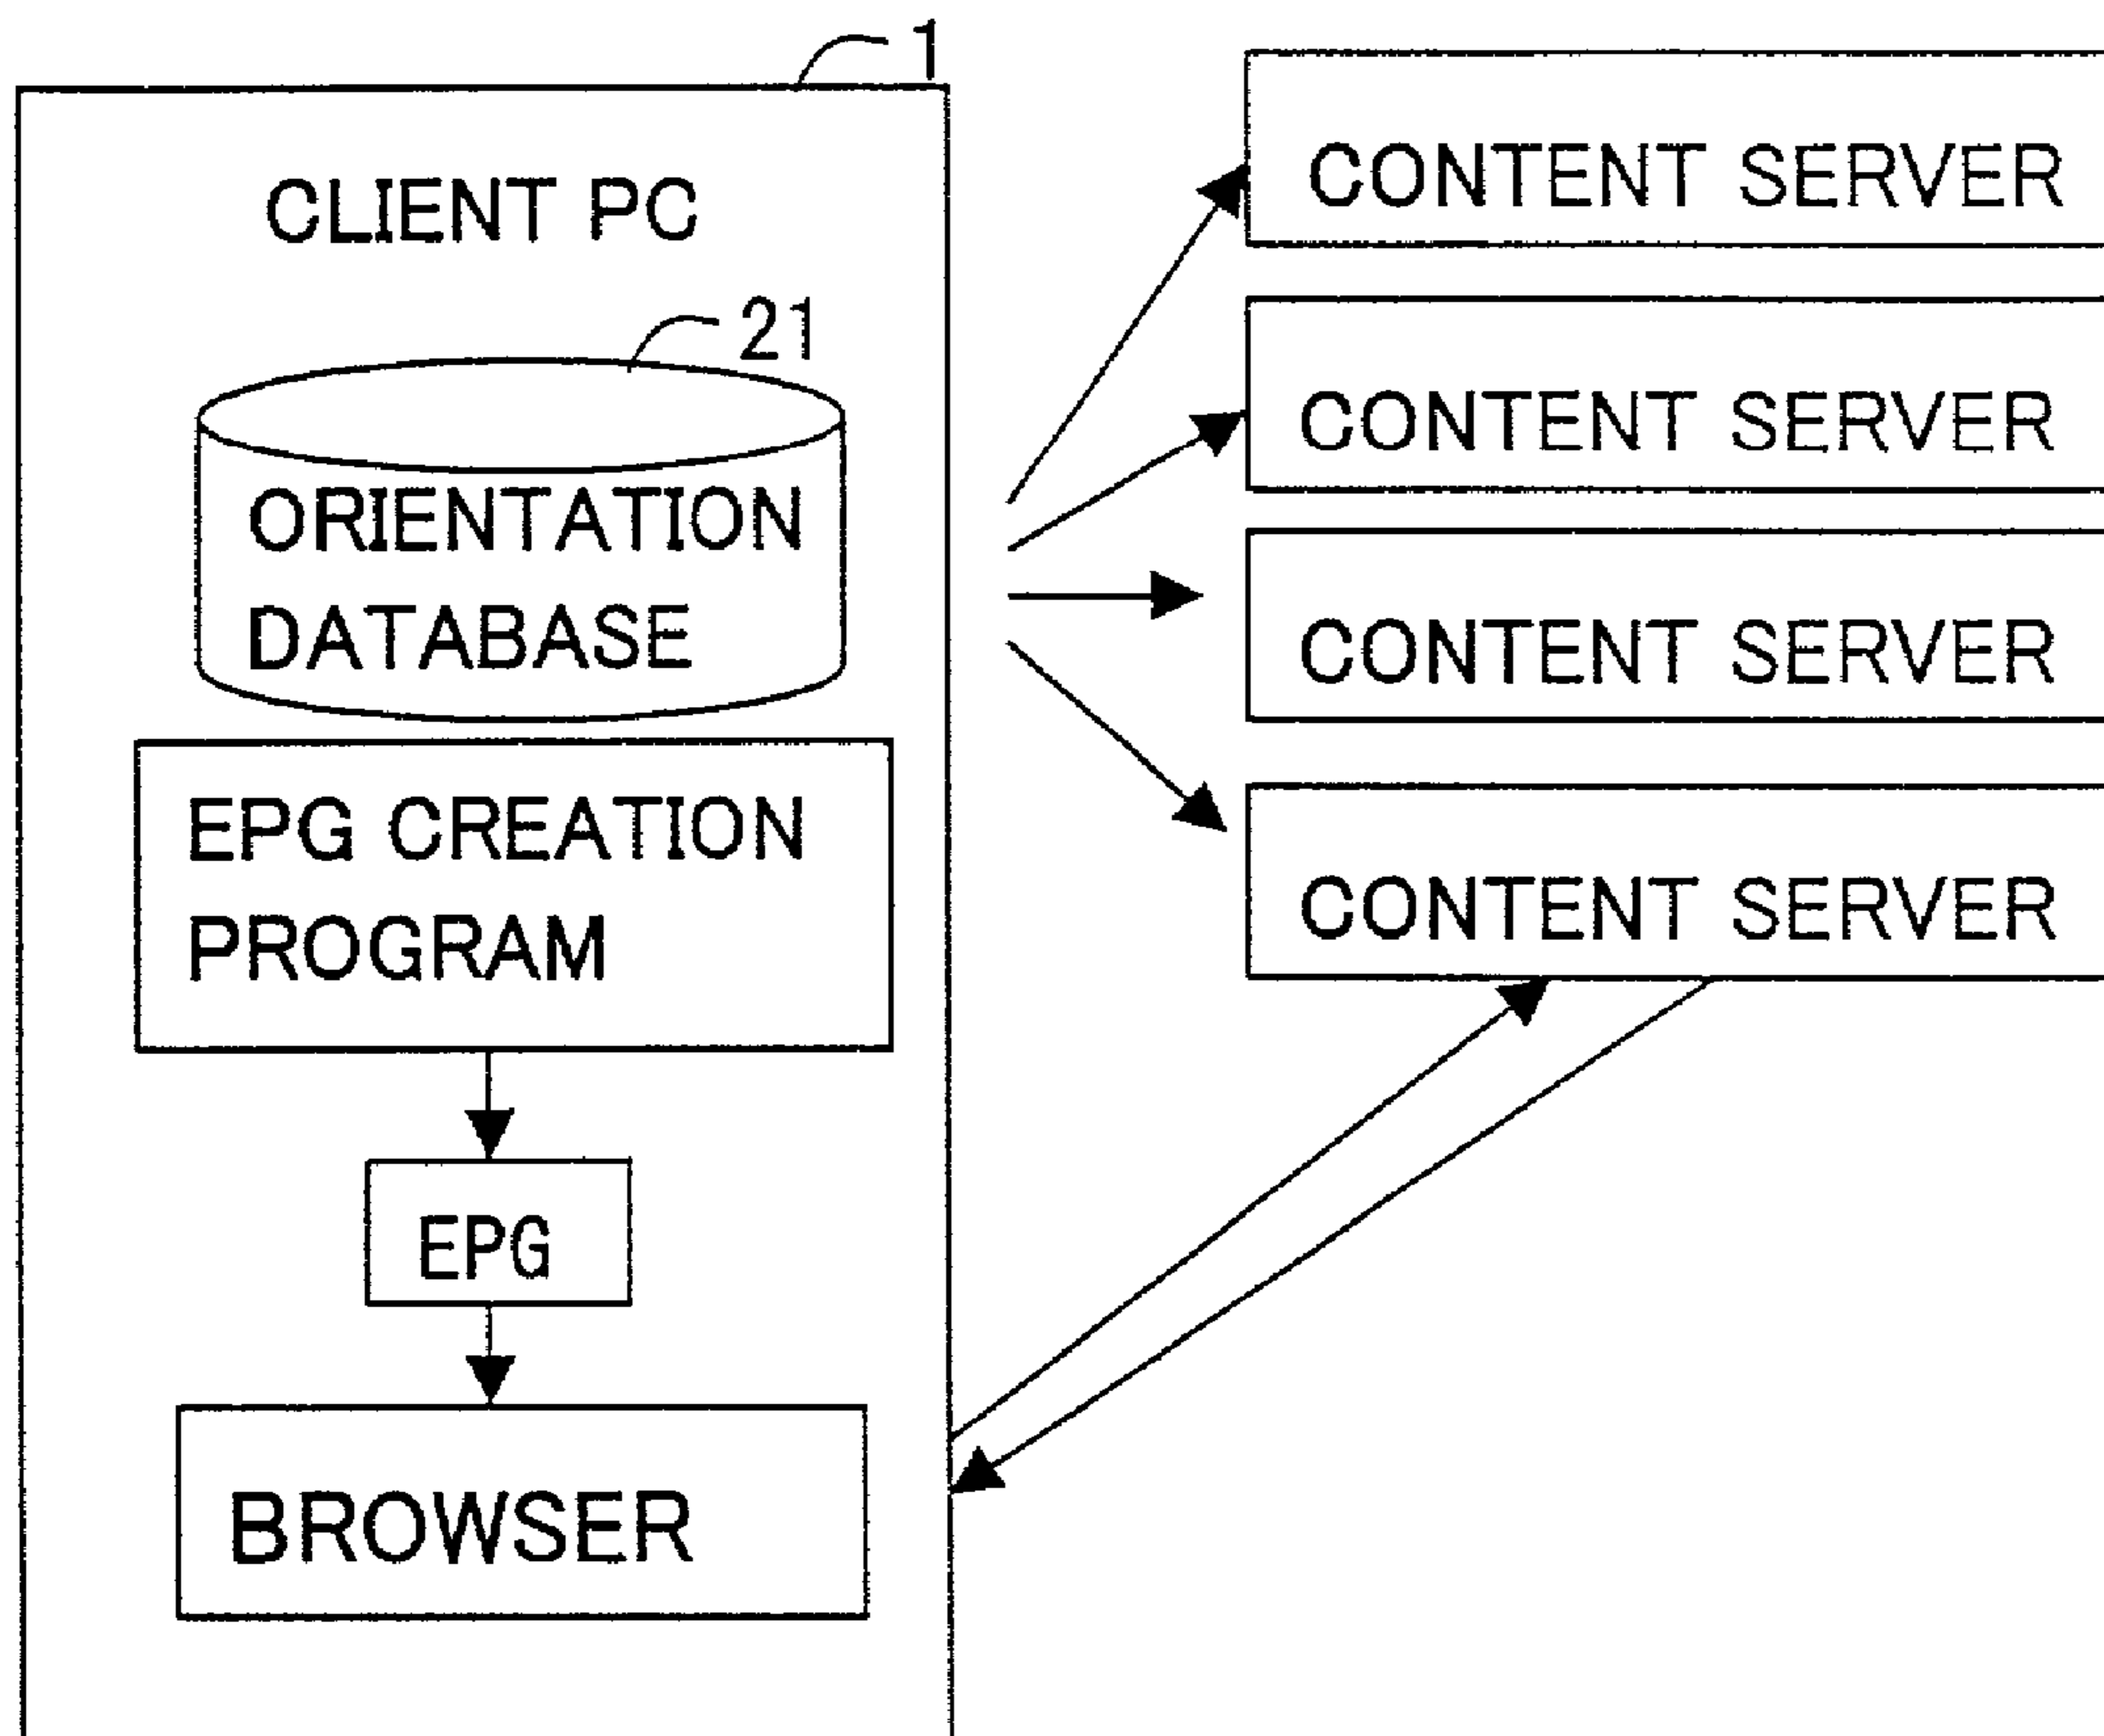 1
CLIENT PC
21
ORIENTATION
DATABASE
EPG CREATION
PROGRAM
EPG
BROWSER
CONTENT SERVER
CONTENT SERVER
CONTENT SERVER
CONTENT SERVER